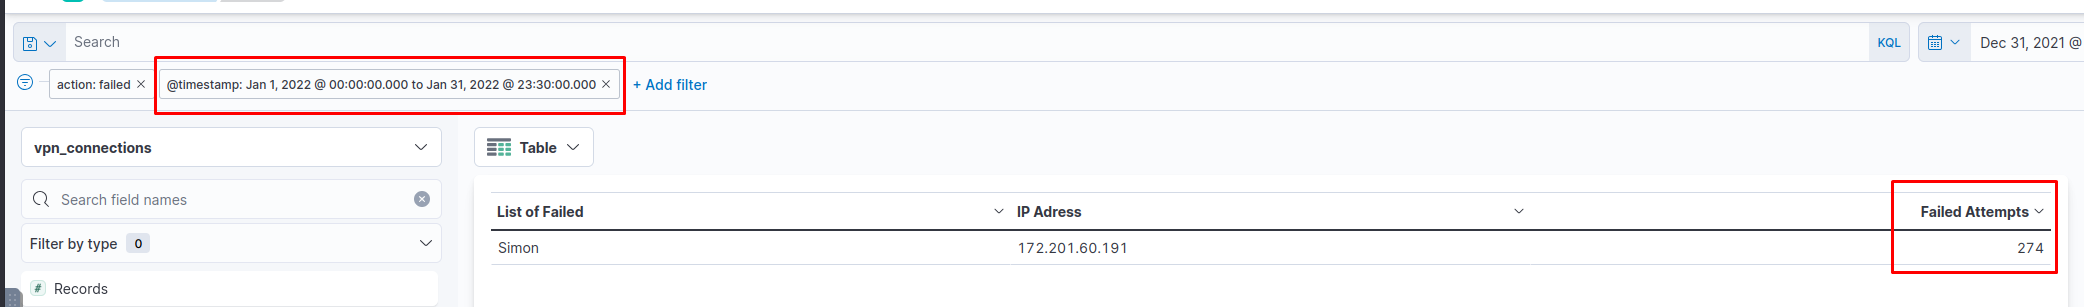 Search
KQL
Dec 31, 2021 @
action: failed ×
@timestamp: Jan 1, 2022 @ 00:00:00.000 to Jan 31, 2022 @ 23:30:00.000 ×
+ Add filter
vpn_connections
Table
Search field names
List of Failed
IP Adress
Failed Attempts
Filter by type 0
Simon
172.201.60.191
274
# Records